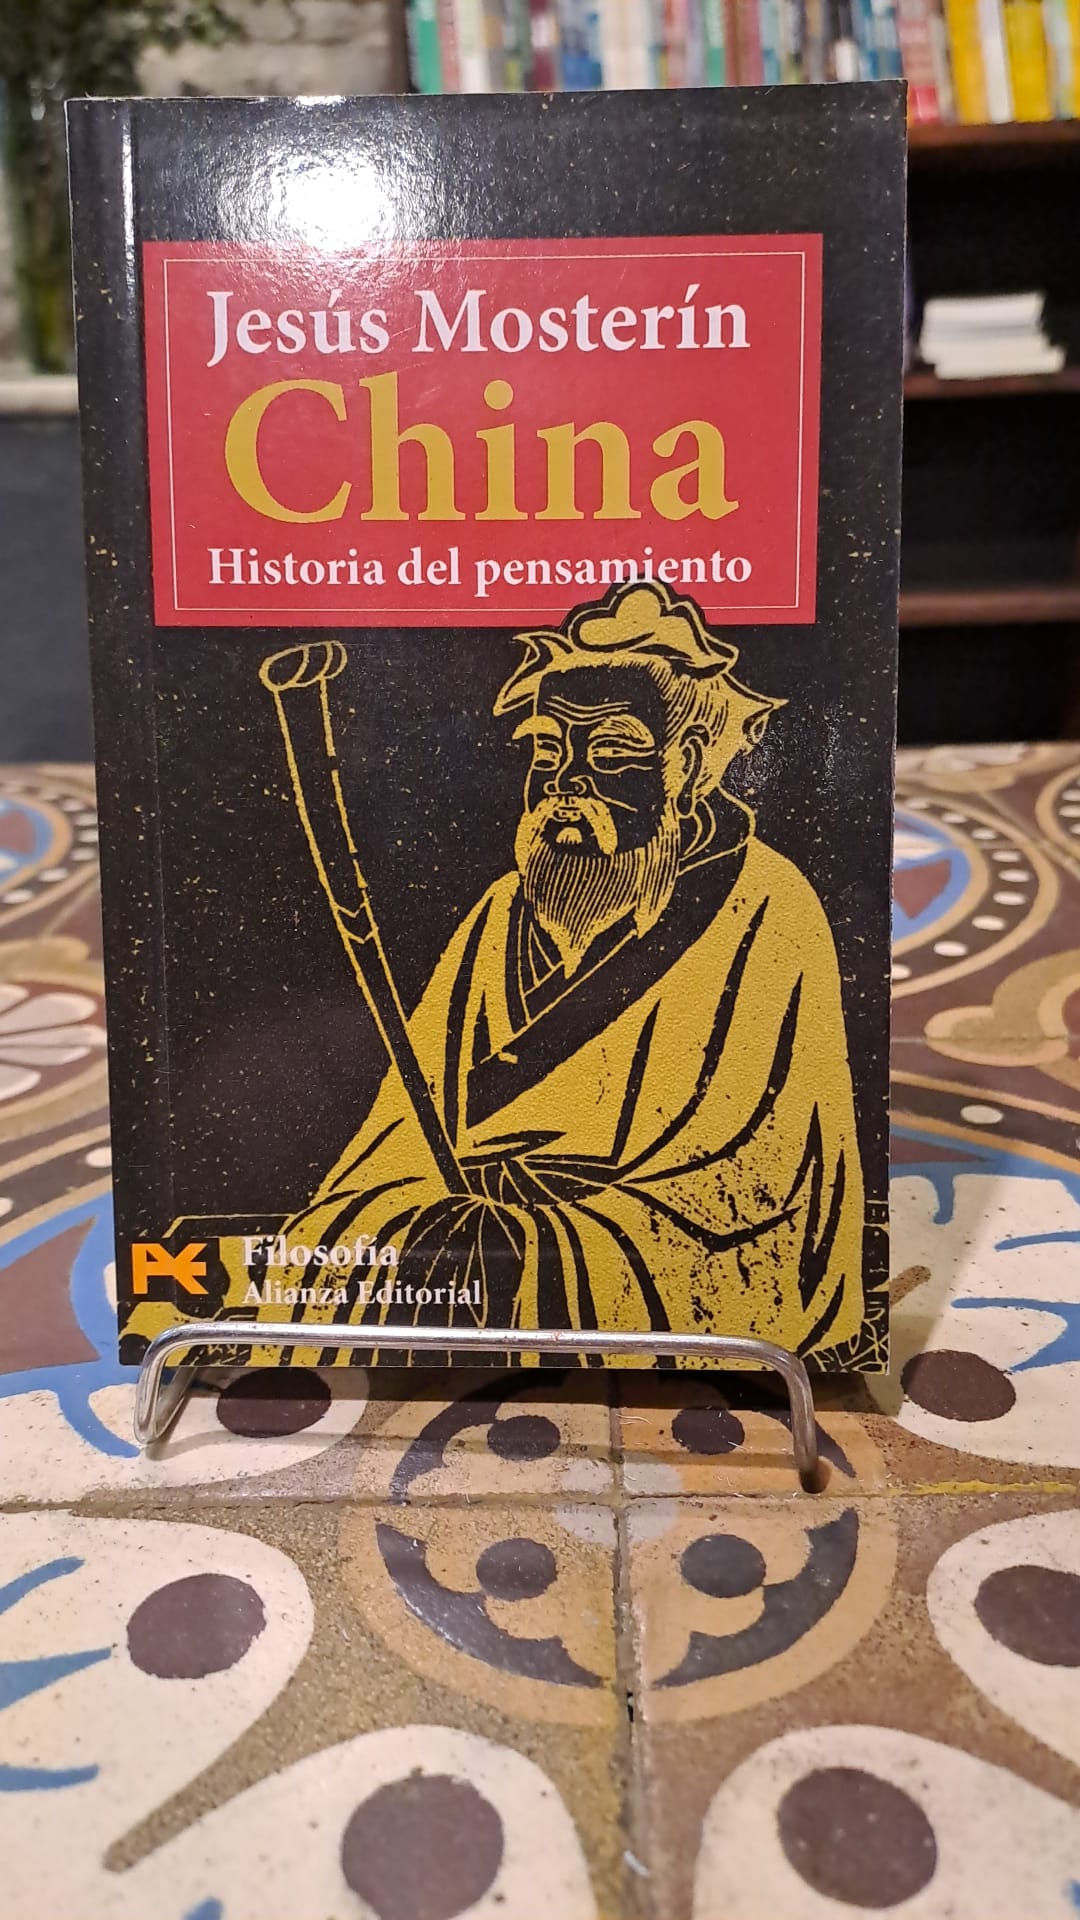 Jesús Mosterín
China
Historia del pensamiento
Filosofía
Alianza Editorial